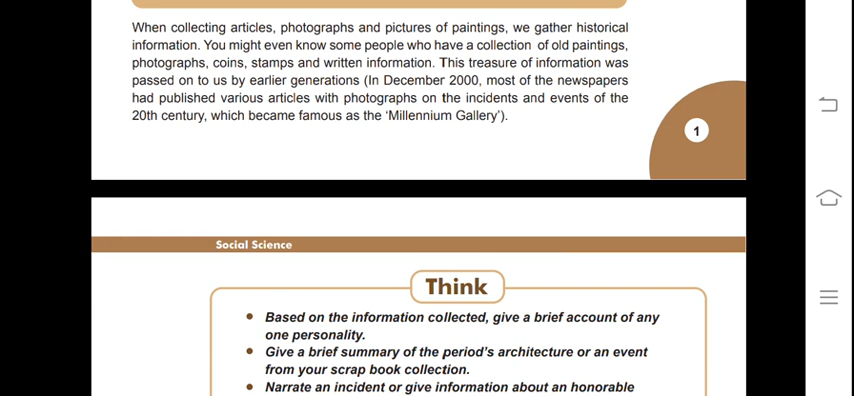 When collecting articles, photographs and pictures of paintings, we gather historical
information. You might even know some people who have a collection of old paintings,
photographs, coins, stamps and written information. This treasure of information was
passed on to us by earlier generations (In December 2000, most of the newspapers
had published various articles with photographs on the incidents and events of the
20th century, which became famous as the ‘Millennium Gallery’).
1
Social Science
Think
• Based on the information collected, give a brief account of any
one personality.
• Give a brief summary of the period's architecture or an event
from your scrap book collection.
• Narrate an incident or give information about an honorable